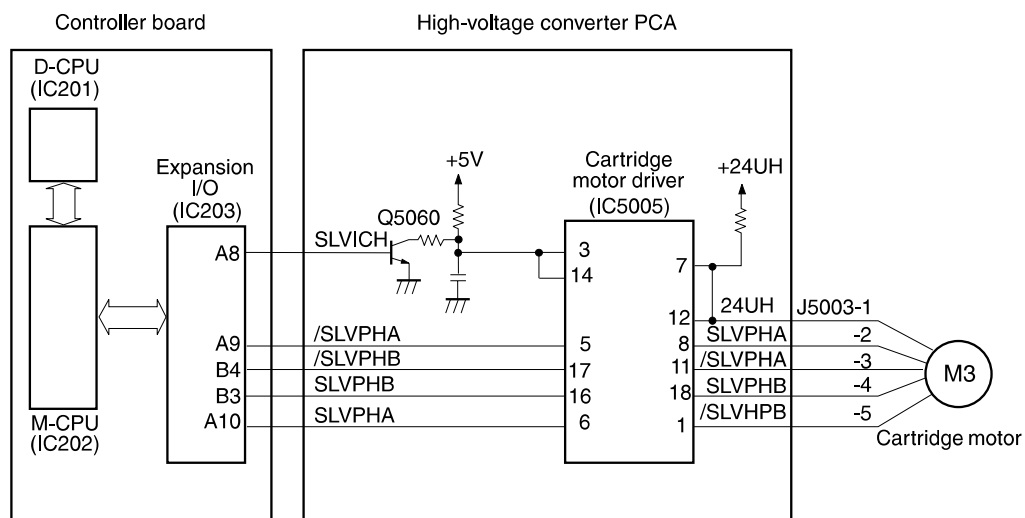 Controller board
High-voltage converter PCA
D-CPU
(IC201)
Expansion
I/O
(IC203)
+5V
Cartridge
motor driver
(IC5005)
+24UH
Q5060
A8
SLVICH
3
14
7
12
24UH
J5003-1
A9
/SLVPHA
5
8
SLVPHA
-2
B4
/SLVPHB
17
11
/SLVPHA
-3
B3
SLVPHB
16
18
SLVPHB
-4
A10
SLVPHA
6
1
/SLVHPB
-5
M3
Cartridge motor
M-CPU
(IC202)